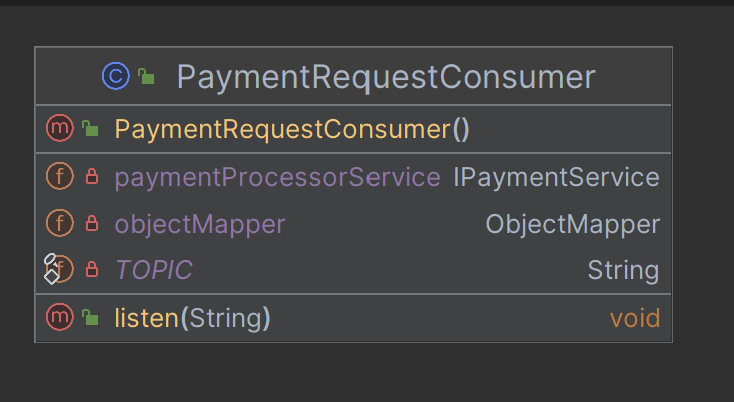 C PaymentRequestConsumer
m PaymentRequestConsumer()
f paymentProcessorService IPaymentService
f objectMapper ObjectMapper
f TOPIC String
m listen(String) void